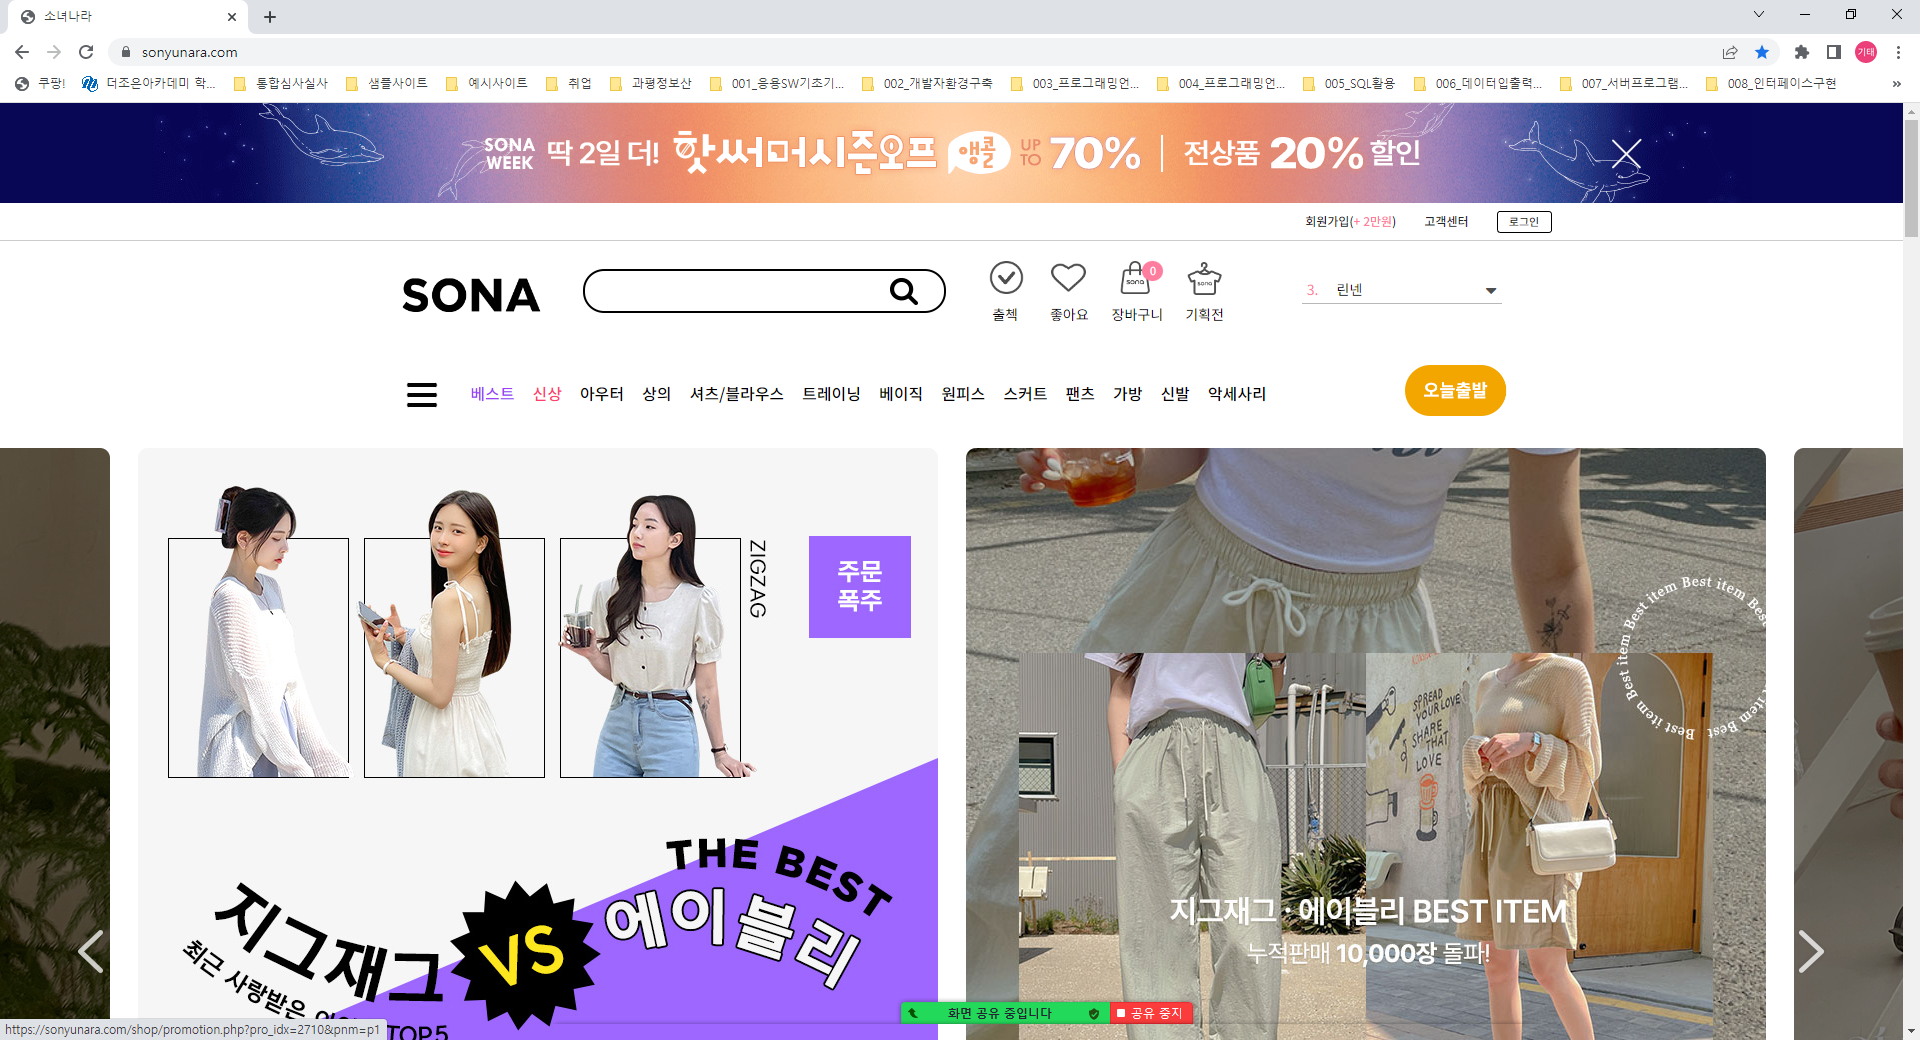 소녀나라
sonyunara.com
기태
쿠팡!
더조은아카데미 학...
통합심사실사
샘플사이트
예시사이트
취업
과평정보산
001_응용SW기초기...
002_개발자환경구축
003_프로그래밍언...
004_프로그래밍언...
005_SQL활용
006_데이터입출력...
007_서버프로그램...
008_인터페이스구현
SONA WEEK 딱 2일 더! 핫써머시즌오프 앵콜 UP TO 70% 전상품 20% 할인
회원가입(+ 2만원) 고객센터 로그인
SONA
0
sona
sona
출첵 좋아요 장바구니 기획전
3. 린넨
베스트 신상 아우터 상의 셔츠/블라우스 트레이닝 베이직 원피스 스커트 팬츠 가방 신발 악세사리
오늘출발
ZIGZAG
주문
폭주
THE BEST
지그재그 VS 에이블리
최근 사랑받은
TOP5
Best item Best item Best item Best item Best item Best item
SPREAD
YOUR LOVE
SHARE
THAT
LOVE
지그재그 · 에이블리 BEST ITEM
누적판매 10,000장 돌파!
화면 공유 중입니다
공유 중지
https://sonyunara.com/shop/promotion.php?pro_idx=2710&pnm=p1